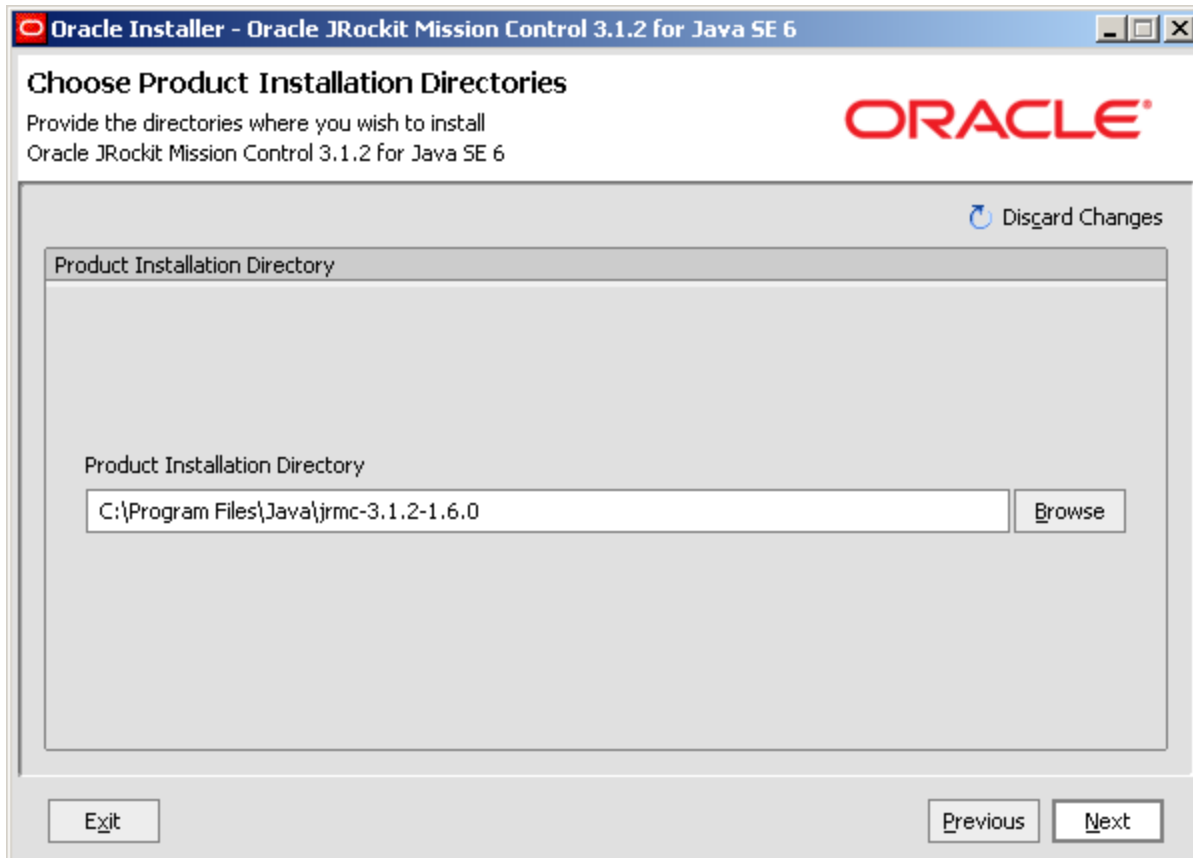 Oracle Installer - Oracle JRockit Mission Control 3.1.2 for Java SE 6
Choose Product Installation Directories
Provide the directories where you wish to install
Oracle JRockit Mission Control 3.1.2 for Java SE 6
ORACLE
Discard Changes
Product Installation Directory
Product Installation Directory
C:\Program Files\Java\jrmc-3.1.2-1.6.0
Browse
Exit
Previous
Next